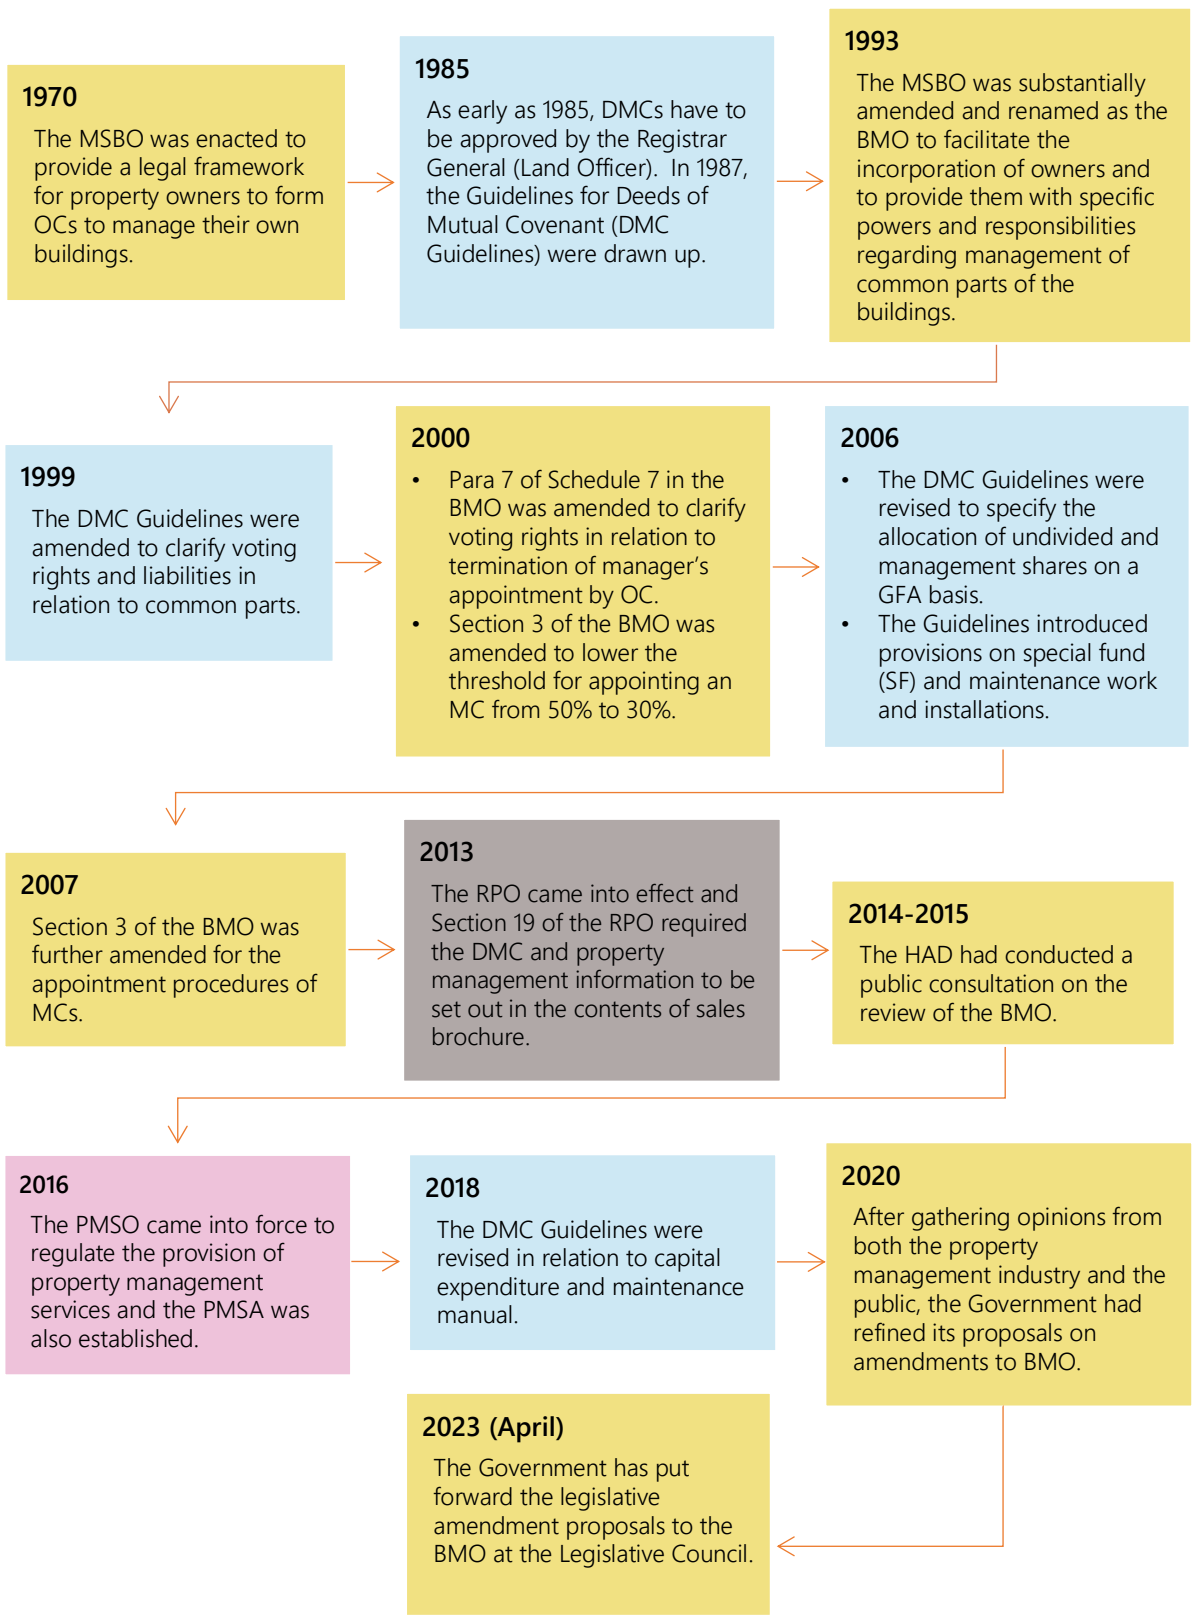 1970
The MSBO was enacted to
provide a legal framework
for property owners to form
OCs to manage their own
buildings.
1985
As early as 1985, DMCs have to
be approved by the Registrar
General (Land Officer).  In 1987,
the Guidelines for Deeds of
Mutual Covenant (DMC
Guidelines) were drawn up.
1993
The MSBO was substantially
amended and renamed as the
BMO to facilitate the
incorporation of owners and
to provide them with specific
powers and responsibilities
regarding management of
common parts of the
buildings.
1999
The DMC Guidelines were
amended to clarify voting
rights and liabilities in
relation to common parts.
2000
• Para 7 of Schedule 7 in the
BMO was amended to clarify
voting rights in relation to
termination of manager’s
appointment by OC.
• Section 3 of the BMO was
amended to lower the
threshold for appointing an
MC from 50% to 30%.
2006
• The DMC Guidelines were
revised to specify the
allocation of undivided and
management shares on a
GFA basis.
• The Guidelines introduced
provisions on special fund
(SF) and maintenance work
and installations.
2007
Section 3 of the BMO was
further amended for the
appointment procedures of
MCs.
2013
The RPO came into effect and
Section 19 of the RPO required
the DMC and property
management information to be
set out in the contents of sales
brochure.
2014-2015
The HAD had conducted a
public consultation on the
review of the BMO.
2016
The PMSO came into force to
regulate the provision of
property management
services and the PMSA was
also established.
2018
The DMC Guidelines were
revised in relation to capital
expenditure and maintenance
manual.
2020
After gathering opinions from
both the property
management industry and the
public, the Government had
refined its proposals on
amendments to BMO.
2023 (April)
The Government has put
forward the legislative
amendment proposals to the
BMO at the Legislative Council.